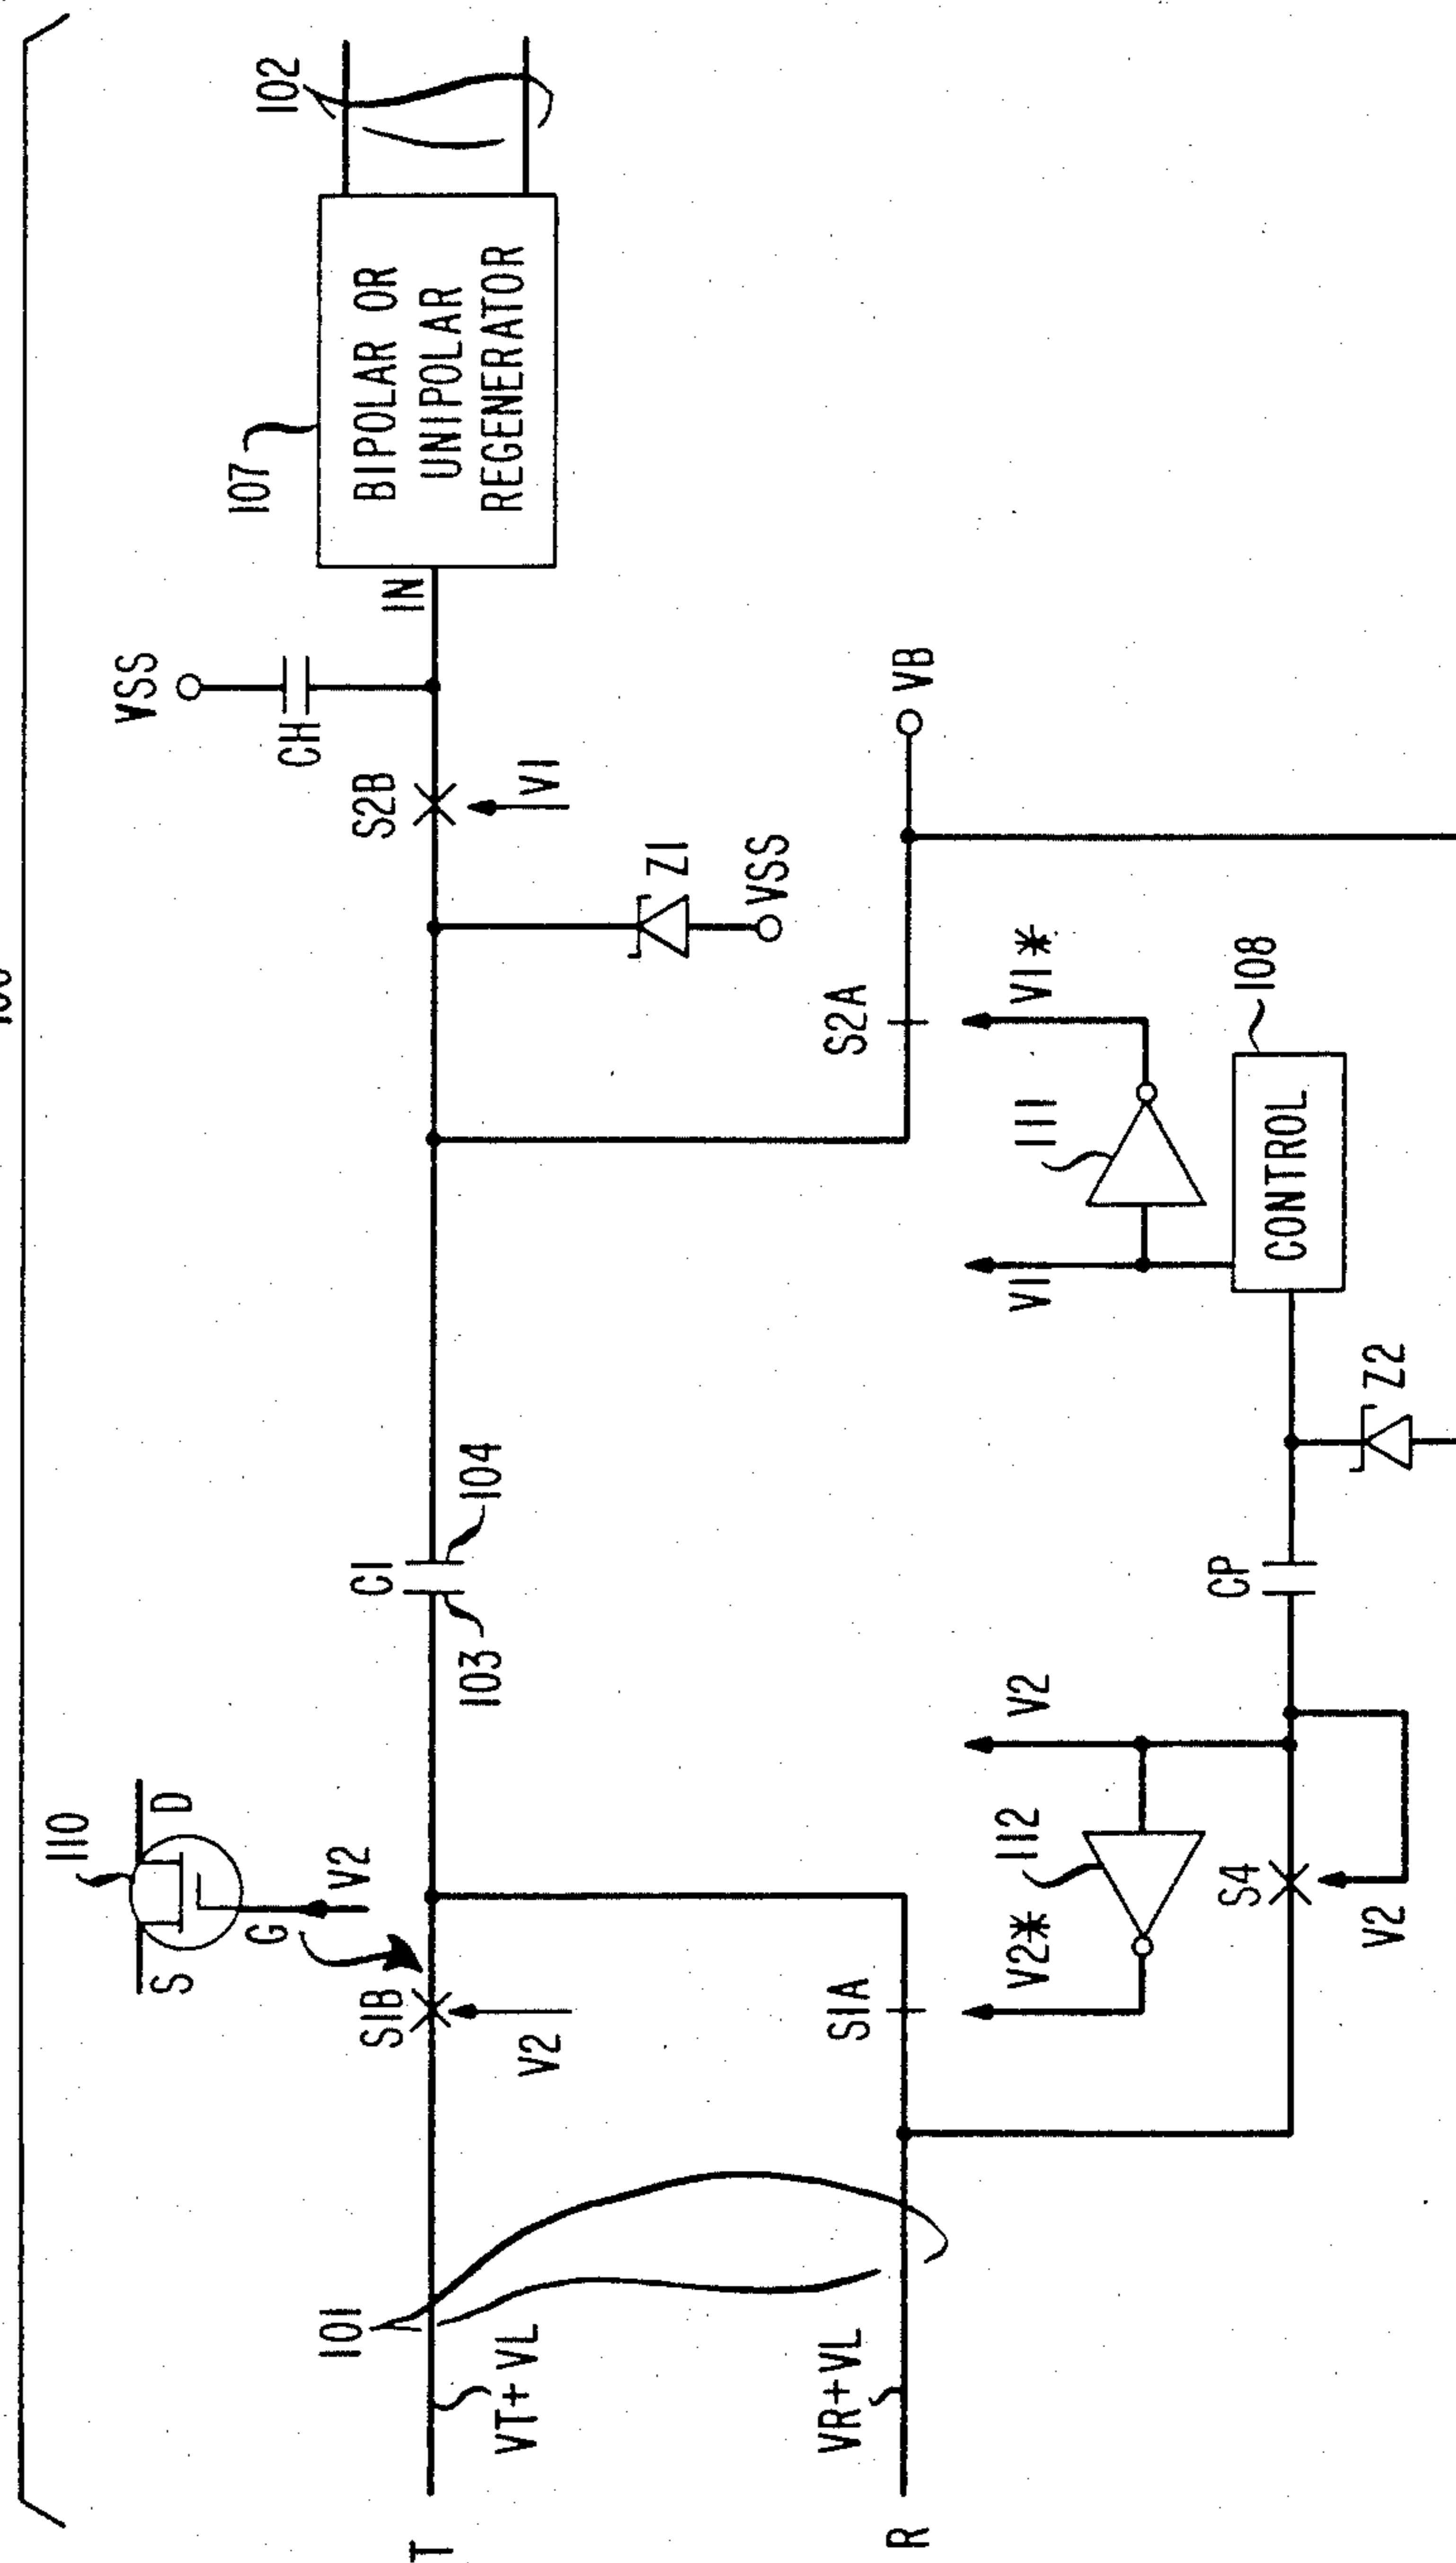 102
107
BIPOLAR OR
UNIPOLAR
REGENERATOR
IN
VSS
CH
S2B
V1
Z1
VSS
VB
S2A
V1*
111
108
V1
CONTROL
Z2
C1
104
103
CP
110
S
D
G
V2
V2
112
V2*
S4
V2
S1B
V2
S1A
101
VT+VL
VR+VL
T
R